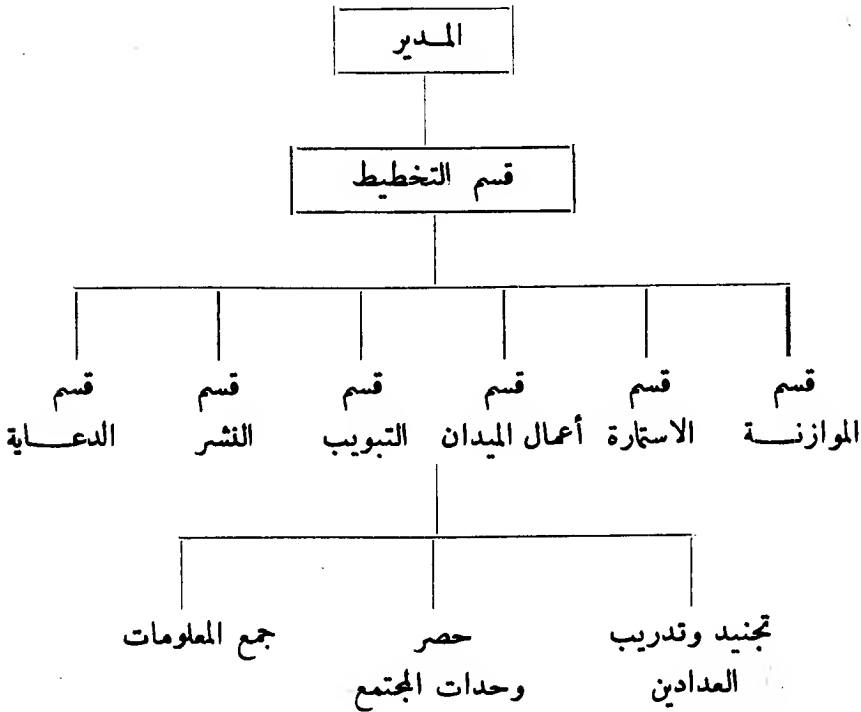 المدير
قسم التخطيط
قسم الموازنة
قسم الاستمارة
قسم أعمال الميدان
قسم التبويب
قسم النشر
قسم الدعاية
تجنيد وتدريب
العدادين
حصر
وحدات المجتمع
جمع المعلومات